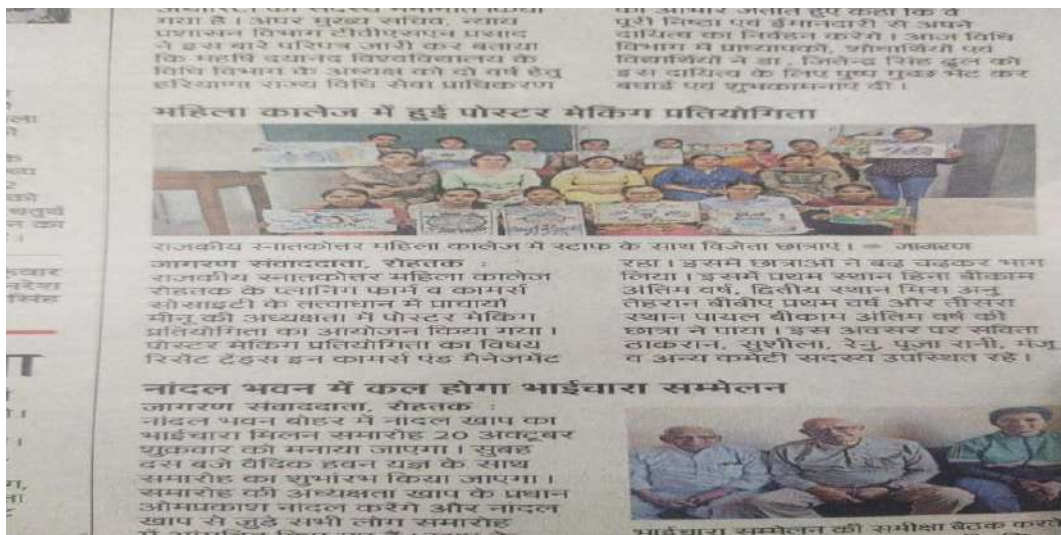 गया है। अपर मुख्य सचिव, न्याय
प्रशासन विभाग टीवीएसएन प्रसाद
ने इस बारे परिपत्र जारी कर बताया
कि महर्षि दयानंद विश्वविद्यालय के
विधि विभाग के अध्यक्ष को दो वर्ष हेतु
हरियाणा राज्य विधि सेवा प्राधिकरण
का आभार जताते हुए कहा कि वे
पूरी निष्ठा एवं ईमानदारी से अपने
दायित्व का निर्वहन करेंगे। आज विधि
विभाग में प्राध्यापकों, शोधार्थियों एवं
विद्यार्थियों ने डा. जितेन्द्र सिंह ढुल को
इस दायित्व के लिए पुष्प गुच्छ भेंट कर
बधाई एवं शुभकामनाएं दी।
महिला कालेज में हुई पोस्टर मेकिंग प्रतियोगिता
राजकीय स्नातकोत्तर महिला कालेज में स्टाफ के साथ विजेता छात्राएं। जागरण
जागरण संवाददाता, रोहतक :
राजकीय स्नातकोत्तर महिला कालेज
रोहतक के प्लानिंग फार्म व कामर्स
सोसाइटी के तत्वाधान में प्राचार्या
मीनू की अध्यक्षता में पोस्टर मेकिंग
प्रतियोगिता का आयोजन किया गया।
पोस्टर मेकिंग प्रतियोगिता का विषय
रिसेंट ट्रेंड्स इन कामर्स एंड मैनेजमेंट
रहा। इसमें छात्राओं ने बढ़ चढ़कर भाग
लिया। इसमें प्रथम स्थान हिना बीकाम
अंतिम वर्ष, द्वितीय स्थान मिस अनु
तेहरान बीबीए प्रथम वर्ष और तीसरा
स्थान पायल बीकाम अंतिम वर्ष की
छात्रा ने पाया। इस अवसर पर सविता
ठाकरान, सुशीला, रेनु, पूजा रानी, मंजू
व अन्य कमेटी सदस्य उपस्थित रहे।
नांदल भवन में कल होगा भाईचारा सम्मेलन
जागरण संवाददाता, रोहतक :
नांदल भवन बोहर में नांदल खाप का
भाईचारा मिलन समारोह 20 अक्टूबर
शुक्रवार को मनाया जाएगा। सुबह
दस बजे वैदिक हवन यज्ञ के साथ
समारोह का शुभारंभ किया जाएगा।
समारोह की अध्यक्षता खाप के प्रधान
ओमप्रकाश नांदल करेंगे और नांदल
खाप से जुड़े सभी लोग समारोह
भाईचारा सम्मेलन की समीक्षा बैठक करते